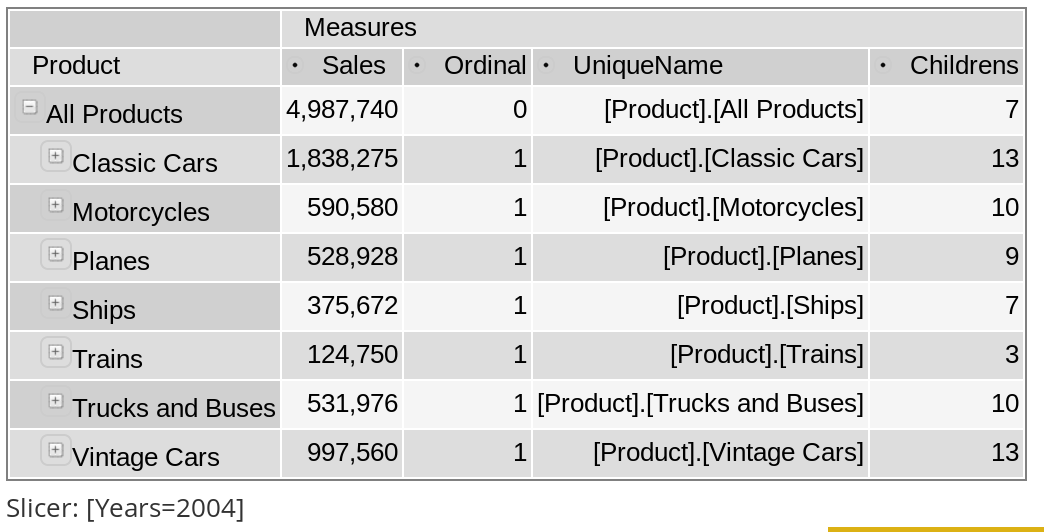 Measures
Product Sales Ordinal UniqueName Childrens
All Products 4,987,740 0 [Product].[All Products] 7
Classic Cars 1,838,275 1 [Product].[Classic Cars] 13
Motorcycles 590,580 1 [Product].[Motorcycles] 10
Planes 528,928 1 [Product].[Planes] 9
Ships 375,672 1 [Product].[Ships] 7
Trains 124,750 1 [Product].[Trains] 3
Trucks and Buses 531,976 1 [Product].[Trucks and Buses] 10
Vintage Cars 997,560 1 [Product].[Vintage Cars] 13
Slicer: [Years=2004]